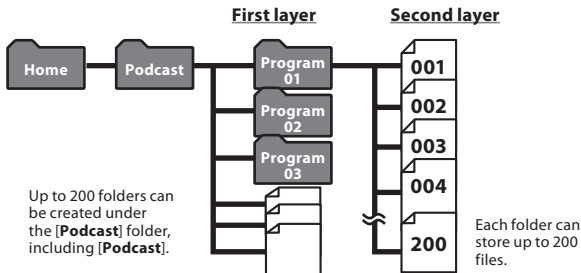 First layer
Second layer
Home
Podcast
Program
01
Program
02
Program
03
001
002
003
004
200
Up to 200 folders can
be created under
the [Podcast] folder,
including [Podcast].
Each folder can
store up to 200
files.